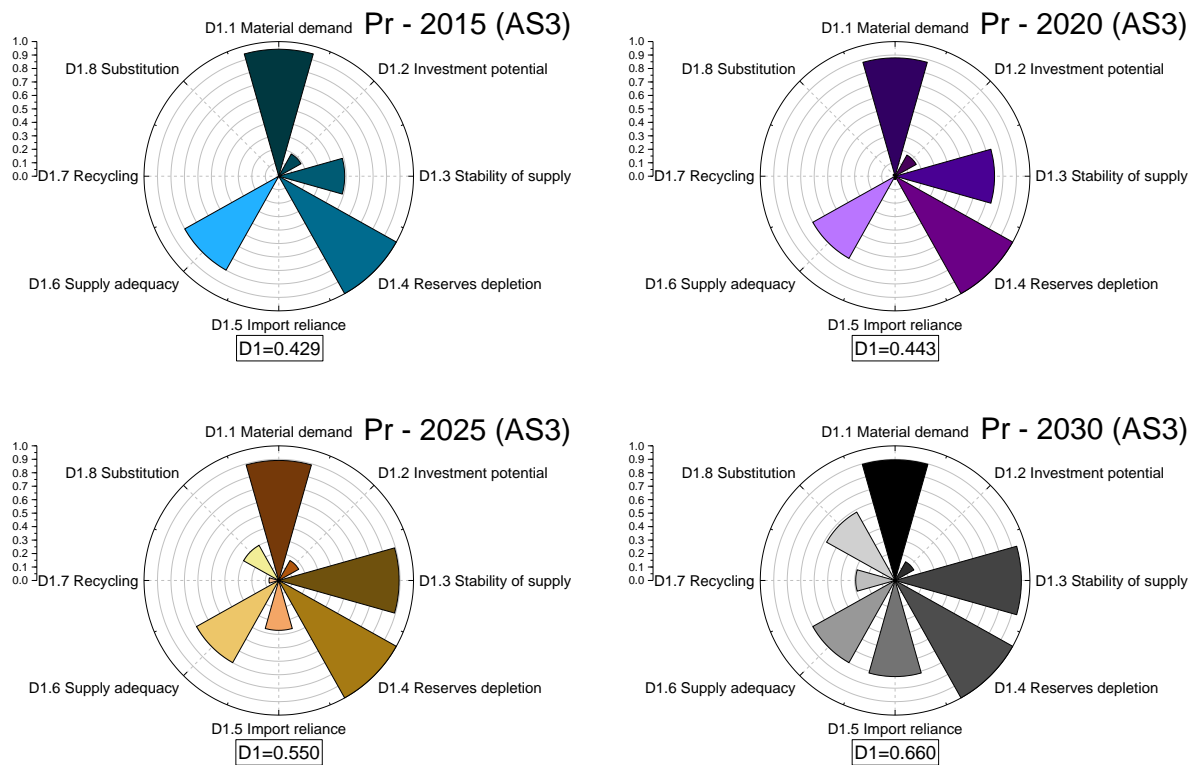 D1.1 Material demand
Pr - 2015 (AS3)
1.0
0.9
0.8
0.7
0.6
0.5
0.4
0.3
0.2
0.1
0.0
D1.8 Substitution
D1.2 Investment potential
D1.7 Recycling
D1.3 Stability of supply
D1.6 Supply adequacy
D1.4 Reserves depletion
D1.5 Import reliance
D1=0.429
D1.1 Material demand
Pr - 2020 (AS3)
1.0
0.9
0.8
0.7
0.6
0.5
0.4
0.3
0.2
0.1
0.0
D1.8 Substitution
D1.2 Investment potential
D1.7 Recycling
D1.3 Stability of supply
D1.6 Supply adequacy
D1.4 Reserves depletion
D1.5 Import reliance
D1=0.443
D1.1 Material demand
Pr - 2025 (AS3)
1.0
0.9
0.8
0.7
0.6
0.5
0.4
0.3
0.2
0.1
0.0
D1.8 Substitution
D1.2 Investment potential
D1.7 Recycling
D1.3 Stability of supply
D1.6 Supply adequacy
D1.4 Reserves depletion
D1.5 Import reliance
D1=0.550
D1.1 Material demand
Pr - 2030 (AS3)
1.0
0.9
0.8
0.7
0.6
0.5
0.4
0.3
0.2
0.1
0.0
D1.8 Substitution
D1.2 Investment potential
D1.7 Recycling
D1.3 Stability of supply
D1.6 Supply adequacy
D1.4 Reserves depletion
D1.5 Import reliance
D1=0.660